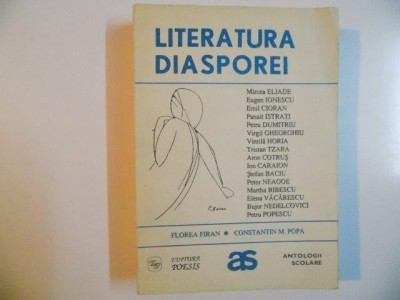 LITERATURA
DIASPOREI
Mircea ELIADE
Eugen IONESCU
Emil CIORAN
Panait ISTRATI
Petru DUMITRIU
Virgil GHEORGHIU
Vintilă HORIA
Tristan TZARA
Aron COTRUȘ
Ion CARAION
Ștefan BACIU
Peter NEAGOE
Martha BIBESCU
Elena VĂCĂRESCU
Bujor NEDELCOVICI
Petru POPESCU
FLOREA FIRAN • CONSTANTIN M. POPA
EDITURA
POESIS
as
ANTOLOGII
ȘCOLARE